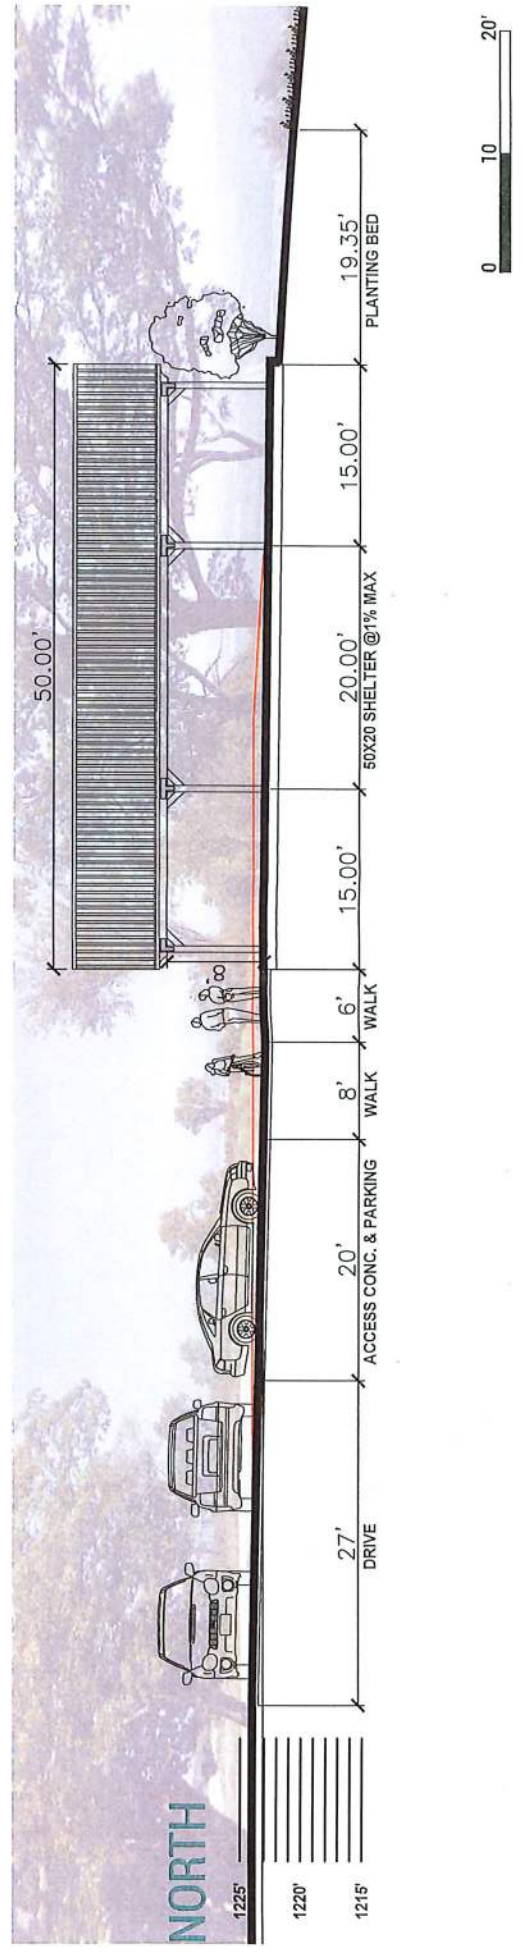 NORTH
1225'
1220'
1215'
50.00'
8'
27'
20'
8'
6'
15.00'
20.00'
15.00'
19.35'
DRIVE
ACCESS CONC. & PARKING
WALK
WALK
50X20 SHELTER @1% MAX
PLANTING BED
0
10
20'